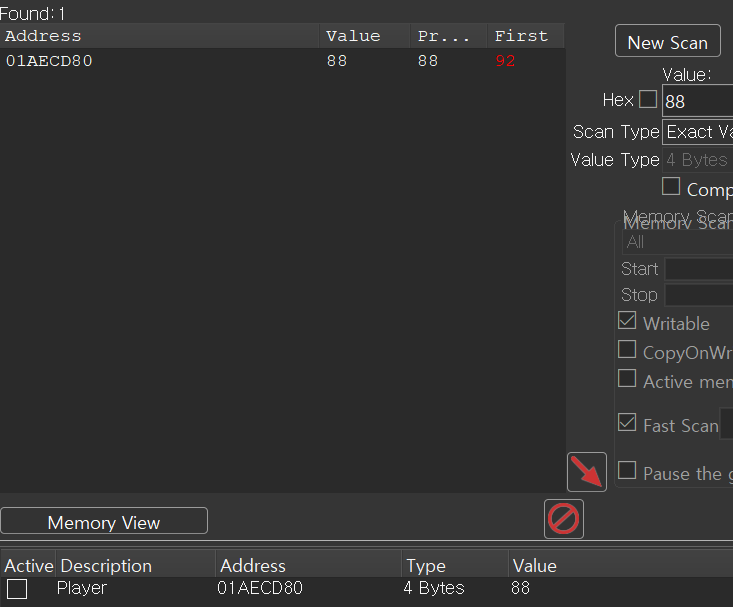 Found:1
Address Value Pr... First
01AECD80 88 88 92
New Scan
Value:
Hex 88
Scan Type Exact Va
Value Type 4 Bytes
Comp
Memory Scan
All
Start
Stop
Writable
CopyOnWr
Active mem
Fast Scan
Pause the g
Memory View
Active Description Address Type Value
Player 01AECD80 4 Bytes 88